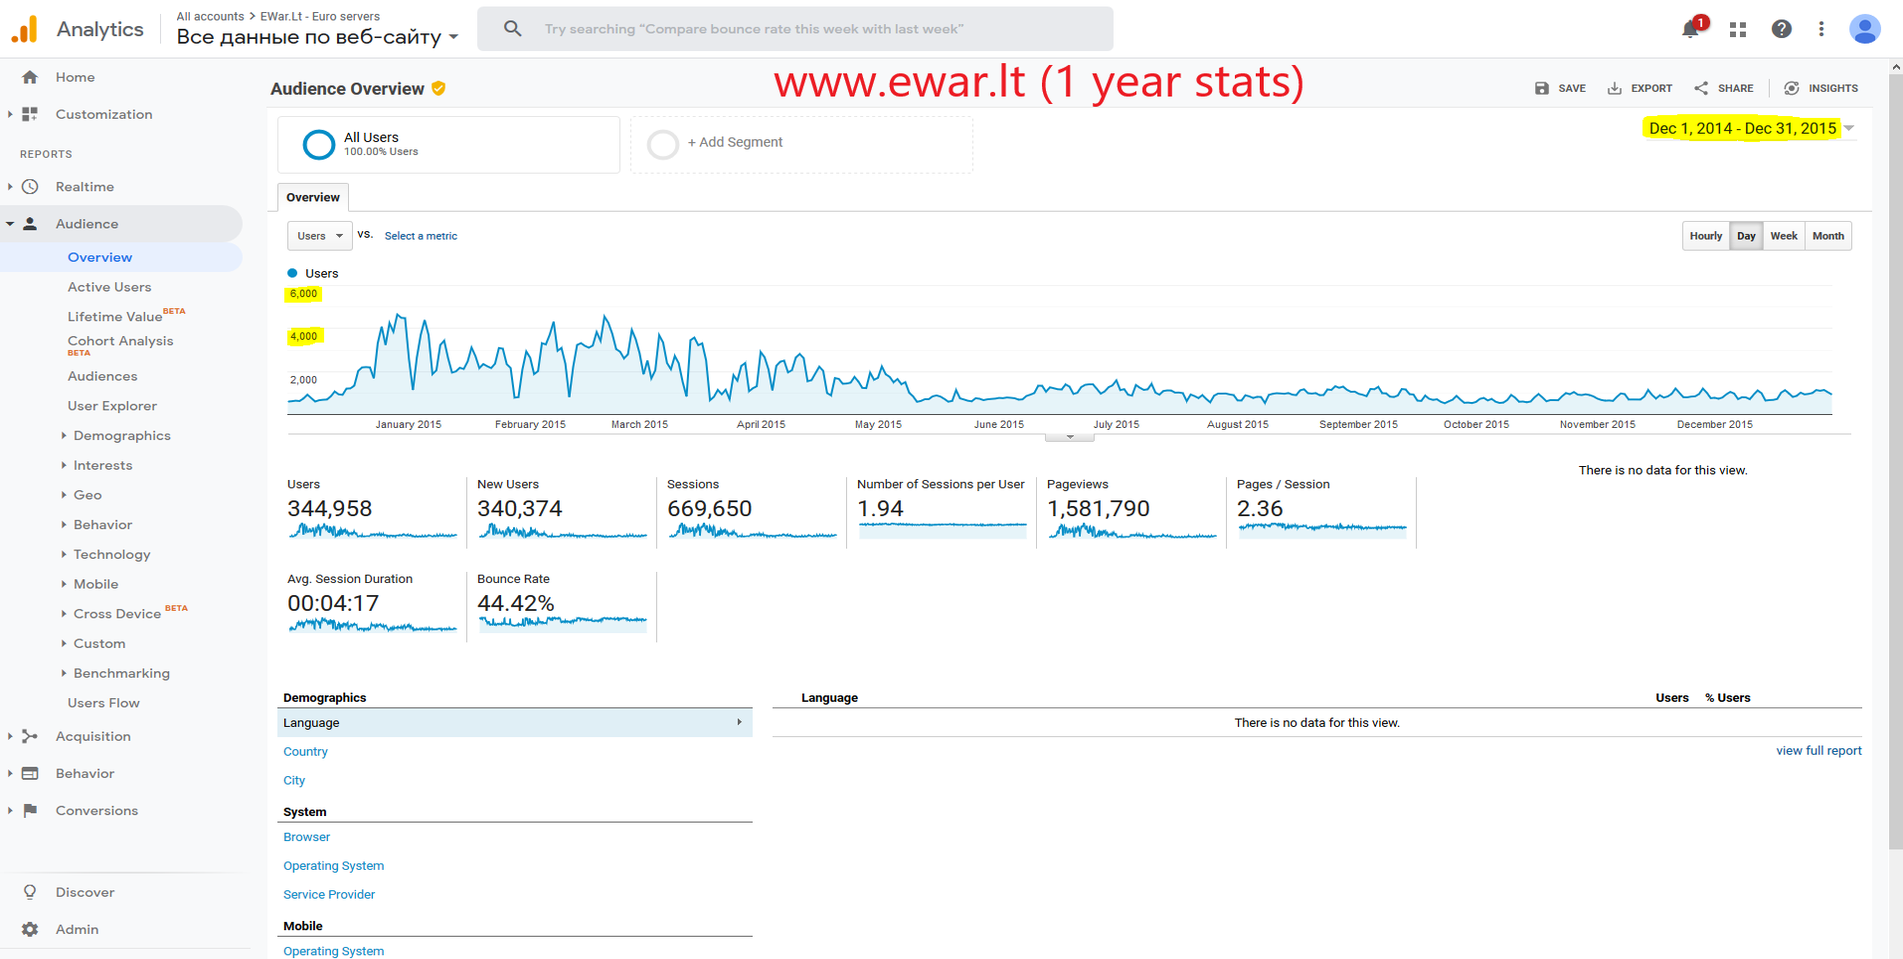 Analytics
All accounts > EWar.Lt - Euro servers
Все данные по веб-сайту
Try searching “Compare bounce rate this week with last week”
1
Home
Customization
REPORTS
Realtime
Audience
Overview
Active Users
Lifetime Value BETA
Cohort Analysis
BETA
Audiences
User Explorer
Demographics
Interests
Geo
Behavior
Technology
Mobile
Cross Device BETA
Custom
Benchmarking
Users Flow
Acquisition
Behavior
Conversions
Discover
Admin
Audience Overview
www.ewar.lt (1 year stats)
SAVE
EXPORT
SHARE
INSIGHTS
All Users
100.00% Users
+ Add Segment
Dec 1, 2014 - Dec 31, 2015
Overview
Users vs. Select a metric
Hourly Day Week Month
Users
6,000
4,000
2,000
January 2015 February 2015 March 2015 April 2015 May 2015 June 2015 July 2015 August 2015 September 2015 October 2015 November 2015 December 2015
There is no data for this view.
Users
344,958
New Users
340,374
Sessions
669,650
Number of Sessions per User
1.94
Pageviews
1,581,790
Pages / Session
2.36
Avg. Session Duration
00:04:17
Bounce Rate
44.42%
Demographics
Language
Country
City
System
Browser
Operating System
Service Provider
Mobile
Operating System
Language Users % Users
There is no data for this view.
view full report